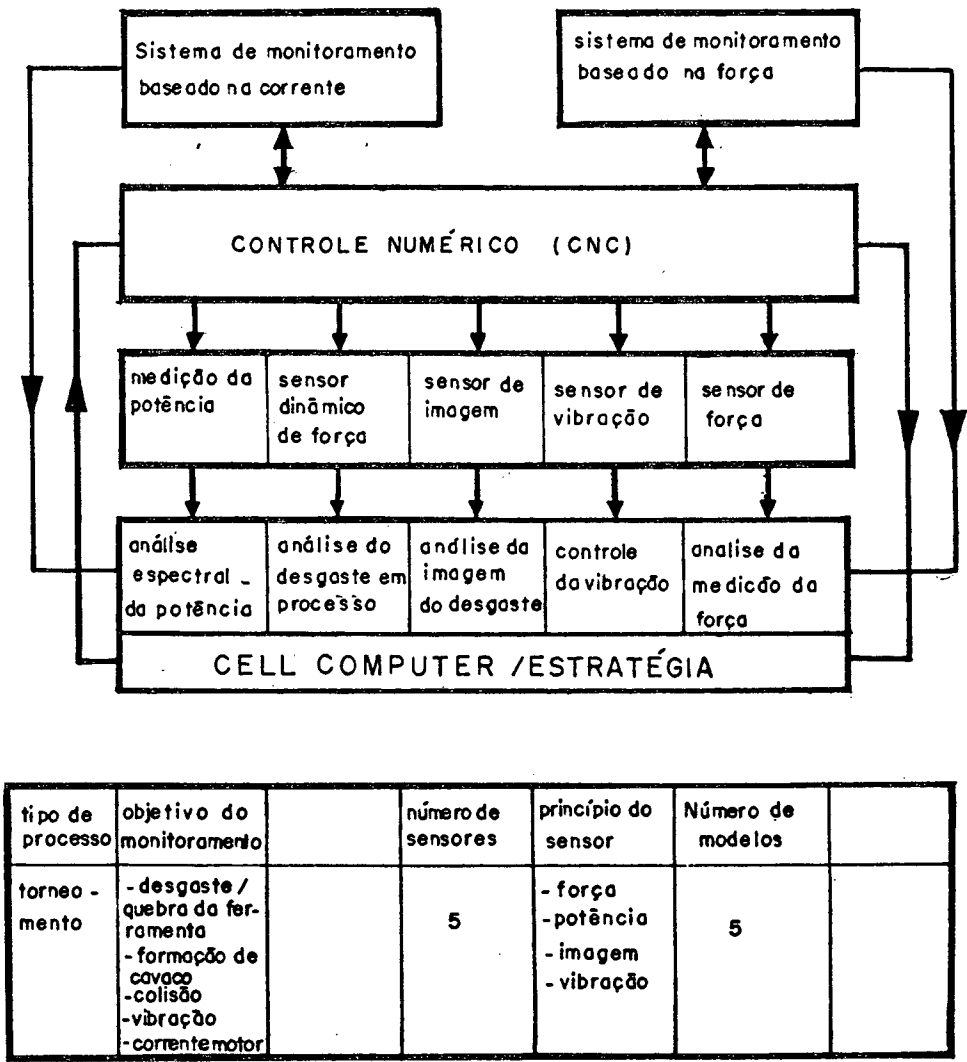 Sistema de monitoramento
baseado na corrente
sistema de monitoramento
baseado na força
CONTROLE NUMÉRICO (CNC)
medição da
potência
sensor
dinâmico
de força
sensor de
imagem
sensor de
vibração
sensor de
força
análise
espectral -
da potência
análise do
desgaste em
processo
análise da
imagem
do desgaste
controle
da vibração
analise da
medicão da
força
CELL COMPUTER /ESTRATÉGIA
tipo de
processo
objetivo do
monitoramento
número de
sensores
princípio do
sensor
Número de
modelos
torneo -
mento
- desgaste /
quebra da fer-
ramenta
- formação de
cavaco
- colisão
- vibração
- corrente motor
5
- força
- potência
- imagem
- vibração
5